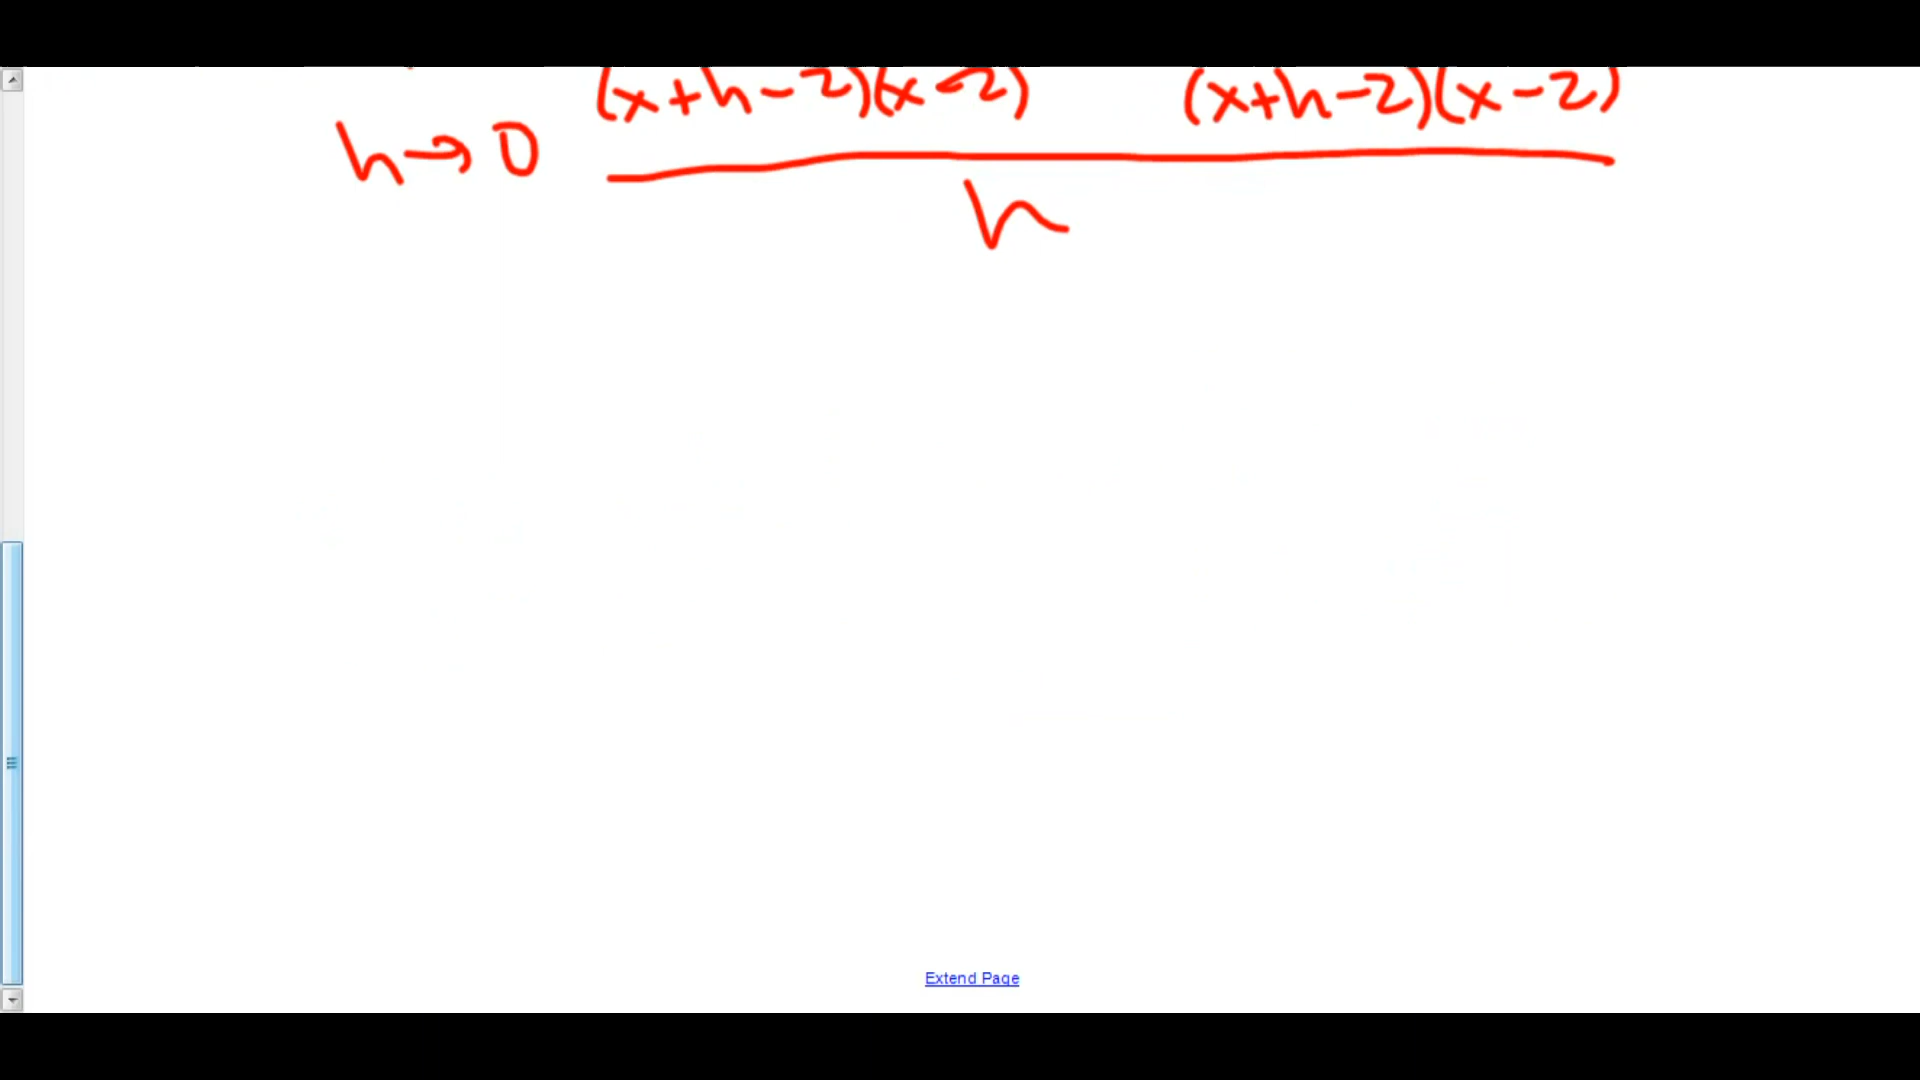 (x+h-2)(x-2) (x+h-2)(x-2)
h→0
h
Extend Page